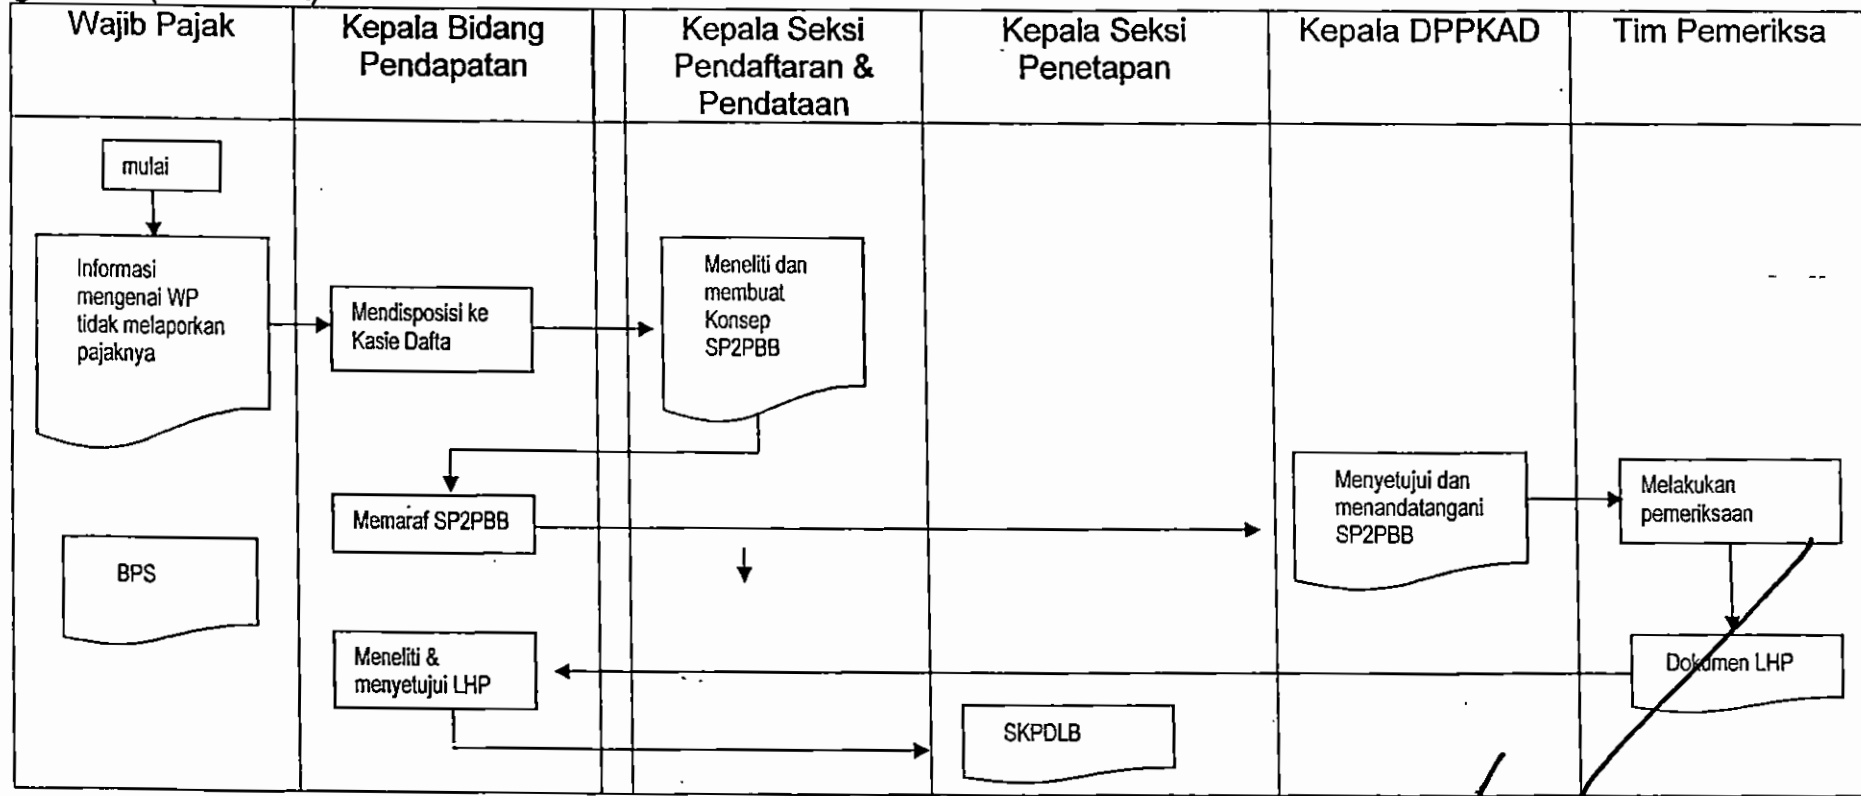 Wajib Pajak
Kepala Bidang
Pendapatan
Kepala Seksi
Pendaftaran &
Pendataan
Kepala Seksi
Penetapan
Kepala DPPKAD
Tim Pemeriksa
mulai
Informasi
mengenai WP
tidak melaporkan
pajaknya
Mendisposisi ke
Kasie Dafta
Meneliti dan
membuat
Konsep
SP2PBB
Memaraf SP2PBB
Menyetujui dan
menandatangani
SP2PBB
Melakukan
pemeriksaan
BPS
Meneliti &
menyetujui LHP
Dokumen LHP
SKPDLB